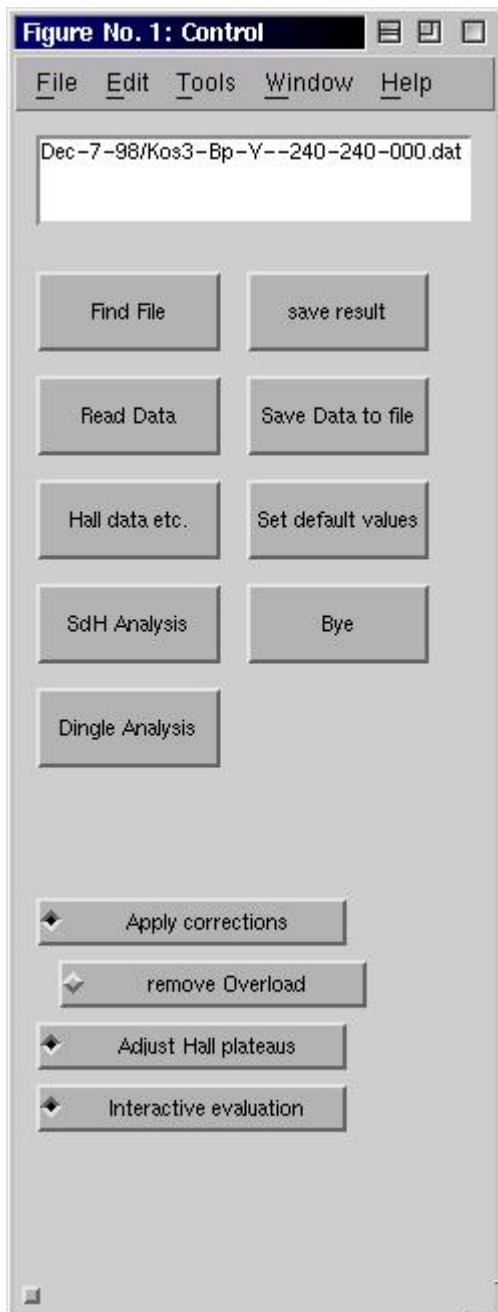 Figure No. 1: Control
File Edit Tools Window Help
Dec-7-98/Kos3-Bp-V--240-240-000.dat
Find File save result
Read Data Save Data to file
Hall data etc. Set default values
SdH Analysis Bye
Dingle Analysis
Apply corrections
remove Overload
Adjust Hall plateaus
Interactive evaluation